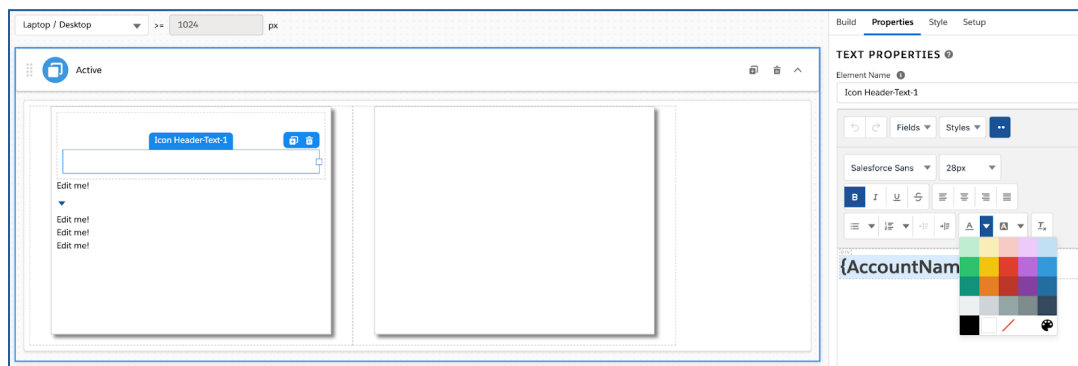 Laptop / Desktop >= 1024 px
Build Properties Style Setup
TEXT PROPERTIES
Element Name
Icon Header-Text-1
Active
Fields Styles
Icon Header-Text-1
Salesforce Sans 28px
B I U S
Edit me!
Edit me!
Edit me!
Edit me!
A A Tx
{AccountNam